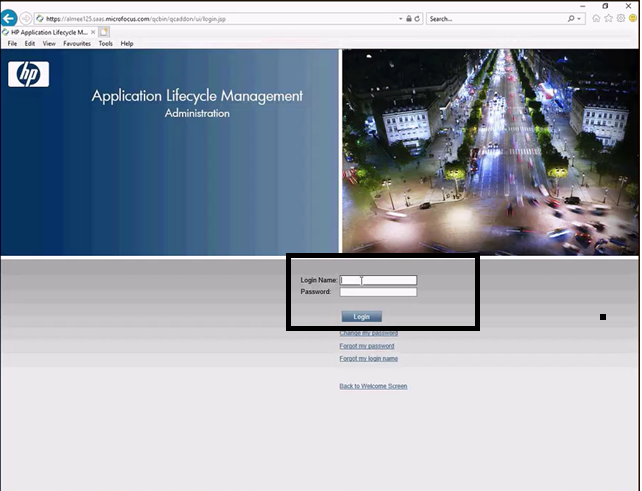 https://almee125.saas.microfocus.com/qcbin/qcaddon/ui/login.jsp
Search...
HP Application Lifecycle M...
File Edit View Favourites Tools Help
hp
Application Lifecycle Management
Administration
Login Name:
Password:
Login
Change my password
Forgot my password
Forgot my login name
Back to Welcome Screen